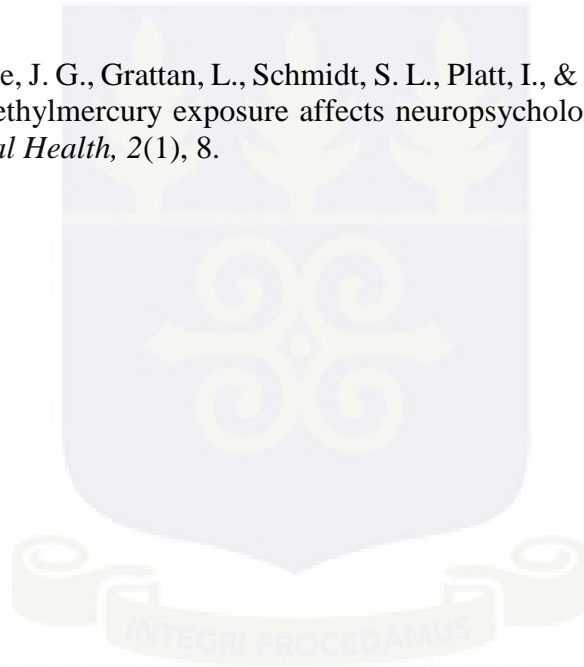 e, J. G., Grattan, L., Schmidt, S. L., Platt, I., &
ethylmercury exposure affects neuropsycholo
al Health, 2(1), 8.
INTEGRI PROCEDAMUS